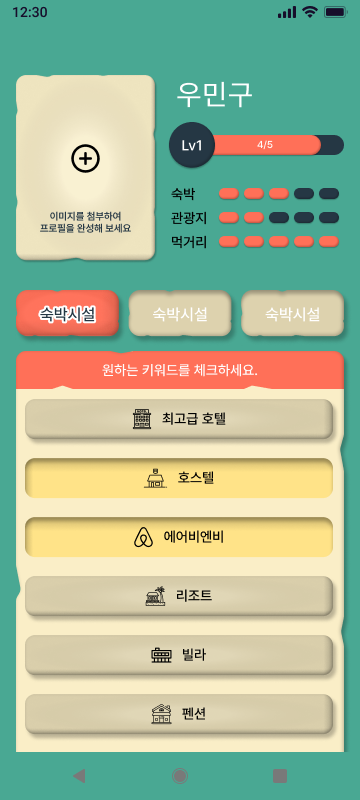 12:30
이미지를 첨부하여
프로필을 완성해 보세요
우민구
Lv1
4/5
숙박
관광지
먹거리
숙박시설
숙박시설
숙박시설
원하는 키워드를 체크하세요.
최고급 호텔
호스텔
에어비엔비
리조트
빌라
펜션